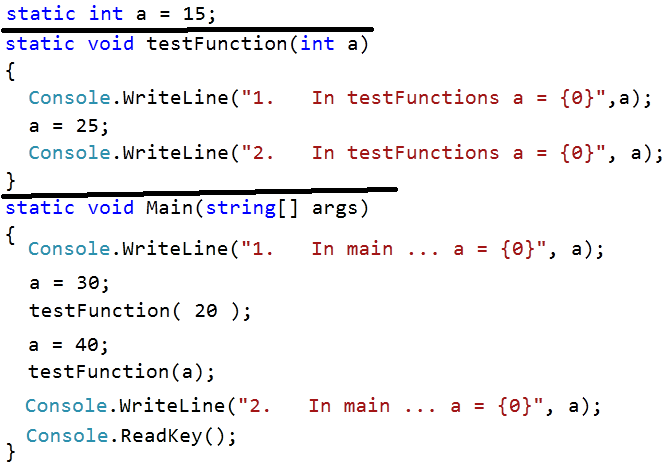 static int a = 15;
static void testFunction(int a)
{
Console.WriteLine("1.   In testFunctions a = {0}",a);
a = 25;
Console.WriteLine("2.   In testFunctions a = {0}", a);
}
static void Main(string[] args)
{
Console.WriteLine("1.   In main ... a = {0}", a);
a = 30;
testFunction( 20 );
a = 40;
testFunction(a);
Console.WriteLine("2.   In main ... a = {0}", a);
Console.ReadKey();
}